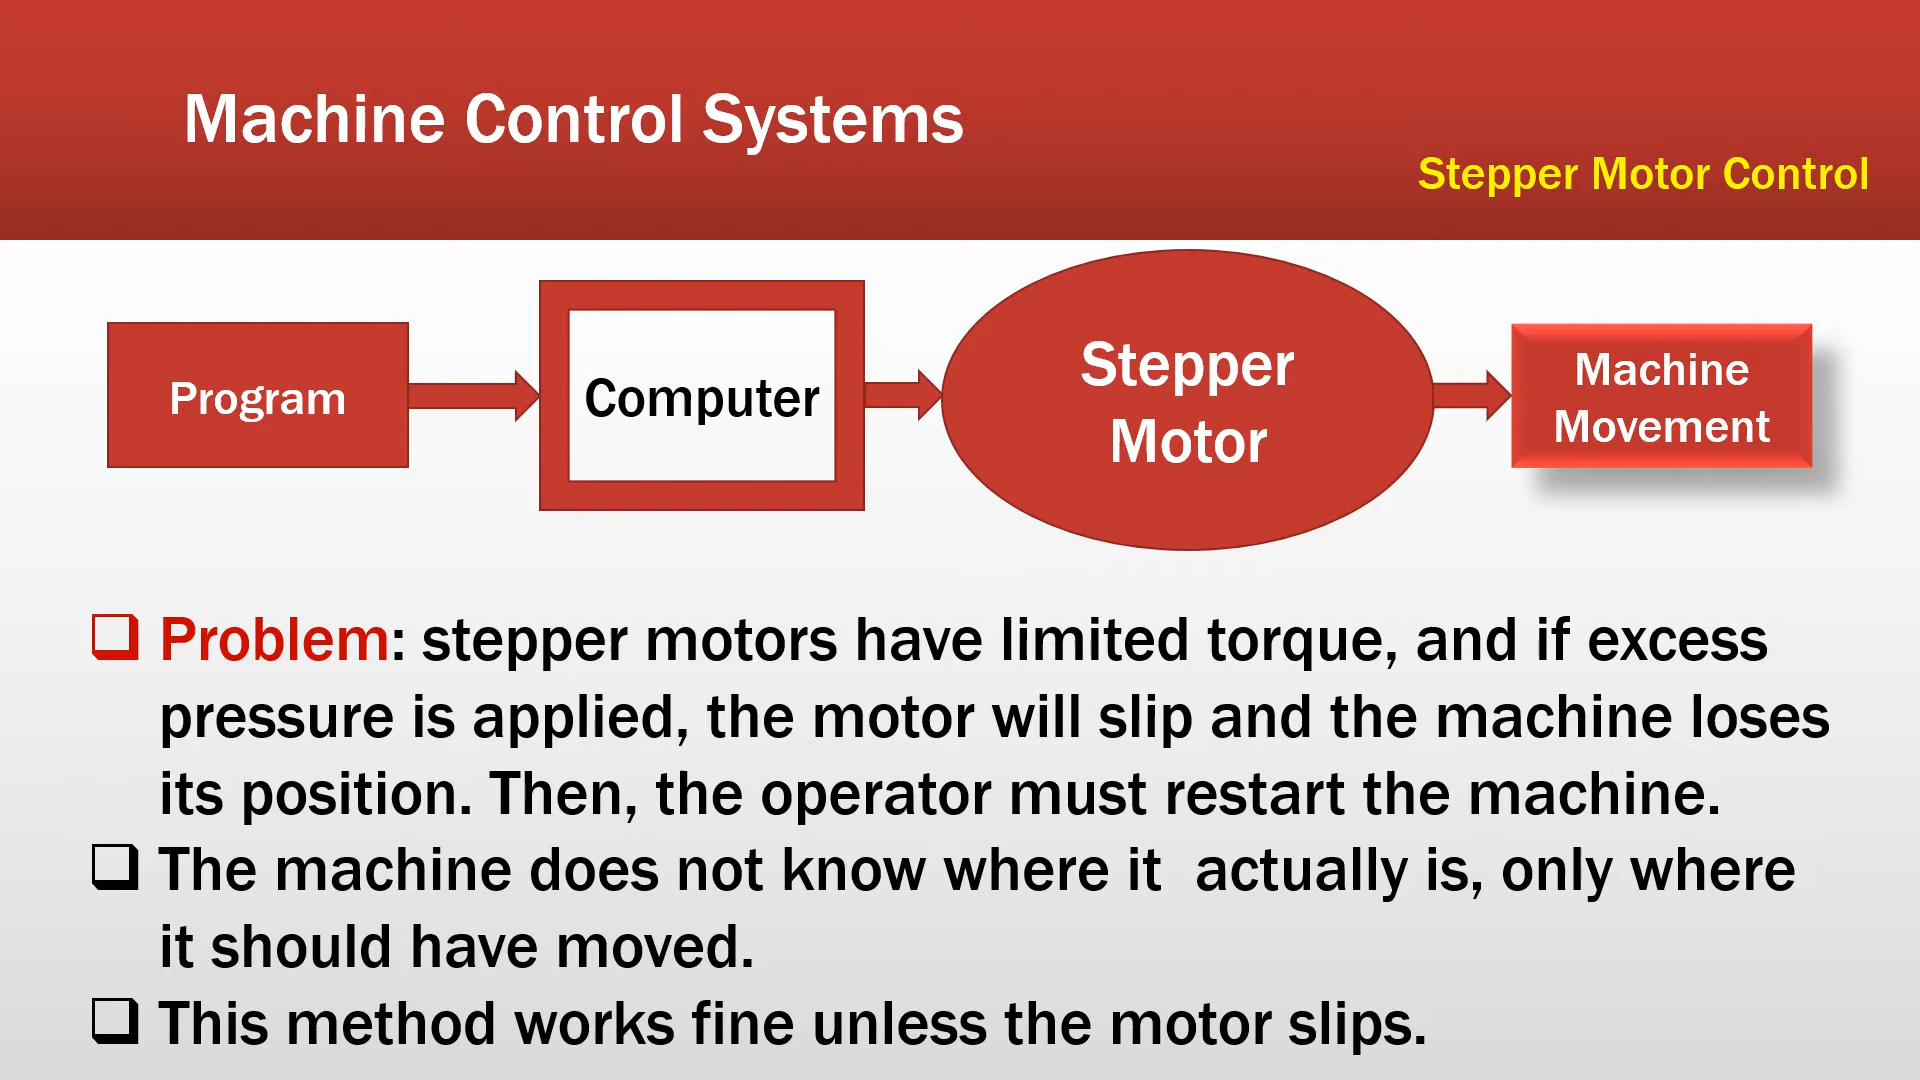 Machine Control Systems
Stepper Motor Control
Program
Computer
Stepper
Motor
Machine
Movement
Problem: stepper motors have limited torque, and if excess
pressure is applied, the motor will slip and the machine loses
its position. Then, the operator must restart the machine.
The machine does not know where it  actually is, only where
it should have moved.
This method works fine unless the motor slips.